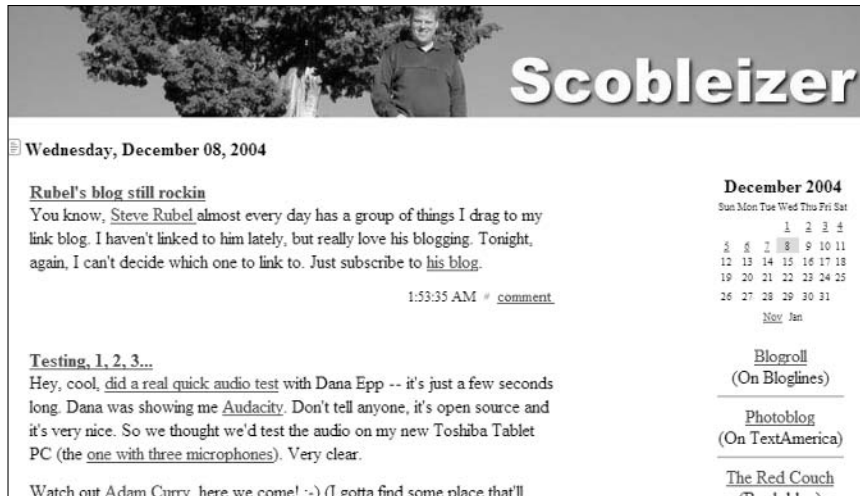 Scobleizer
Wednesday, December 08, 2004
Rubel's blog still rockin
You know, Steve Rubel almost every day has a group of things I drag to my
link blog. I haven't linked to him lately, but really love his blogging. Tonight,
again, I can't decide which one to link to. Just subscribe to his blog.
1:53:35 AM # comment
Testing, 1, 2, 3...
Hey, cool, did a real quick audio test with Dana Epp -- it's just a few seconds
long. Dana was showing me Audacity. Don't tell anyone, it's open source and
it's very nice. So we thought we'd test the audio on my new Toshiba Tablet
PC (the one with three microphones). Very clear.
Watch out Adam Curry, here we come! :-) (I gotta find some place that'll
December 2004
Sun Mon Tue Wed Thu Fri Sat
1 2 3 4
5 6 7 8 9 10 11
12 13 14 15 16 17 18
19 20 21 22 23 24 25
26 27 28 29 30 31
Nov Jan
Blogroll
(On Bloglines)
Photoblog
(On TextAmerica)
The Red Couch